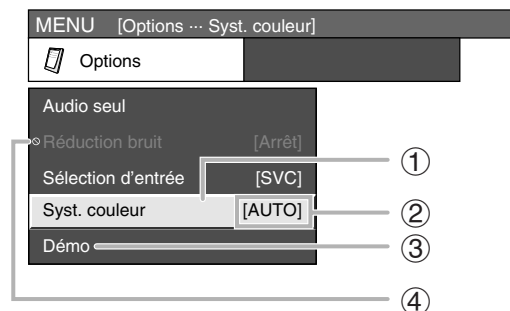 MENU [Options ··· Syst. couleur]
Options
Audio seul
Réduction bruit [Arrêt]
Sélection d'entrée [SVC]
Syst. couleur [AUTO]
Démo
①
②
③
④